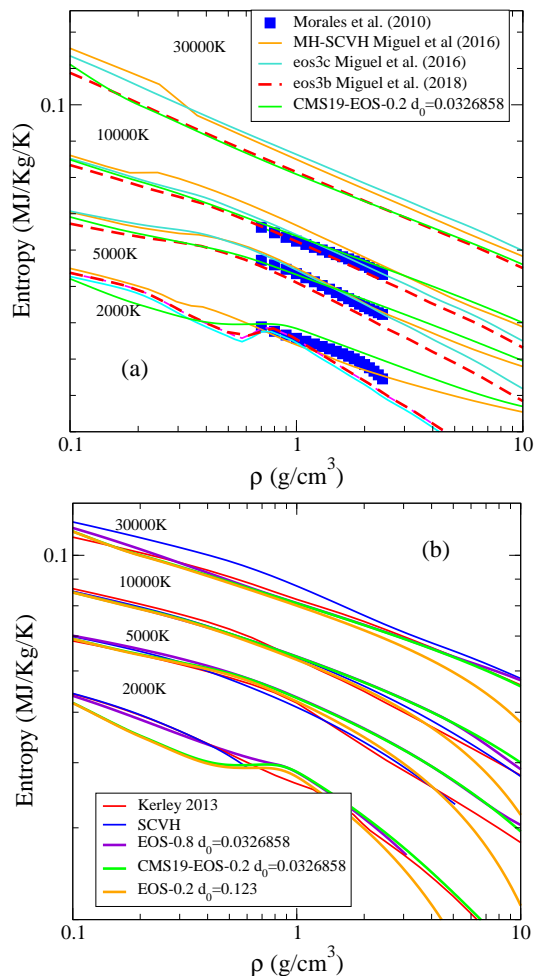 Morales et al. (2010)
MH-SCVH Miguel et al (2016)
eos3c Miguel et al. (2016)
eos3b Miguel et al. (2018)
CMS19-EOS-0.2 d0=0.0326858
30000K
0.1
10000K
5000K
2000K
Entropy (MJ/Kg/K)
(a)
0.1 1 10
ρ (g/cm³)
30000K
(b)
0.1
10000K
5000K
2000K
Entropy (MJ/Kg/K)
Kerley 2013
SCVH
EOS-0.8 d0=0.0326858
CMS19-EOS-0.2 d0=0.0326858
EOS-0.2 d0=0.123
0.1 1 10
ρ (g/cm³)